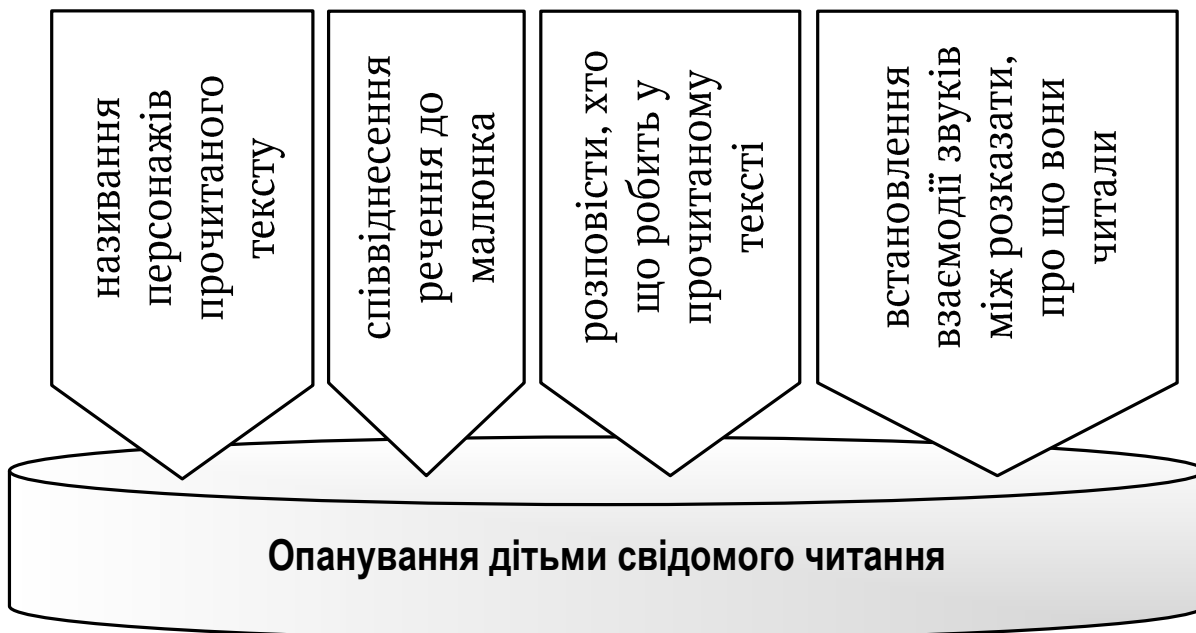 називання
персонажів
прочитаного
тексту
співвіднесення
речення до
малюнка
розповісти, хто
що робить у
прочитаному
тексті
встановлення
взаємодії звуків
між розказати,
про що вони
читали
Опанування дітьми свідомого читання